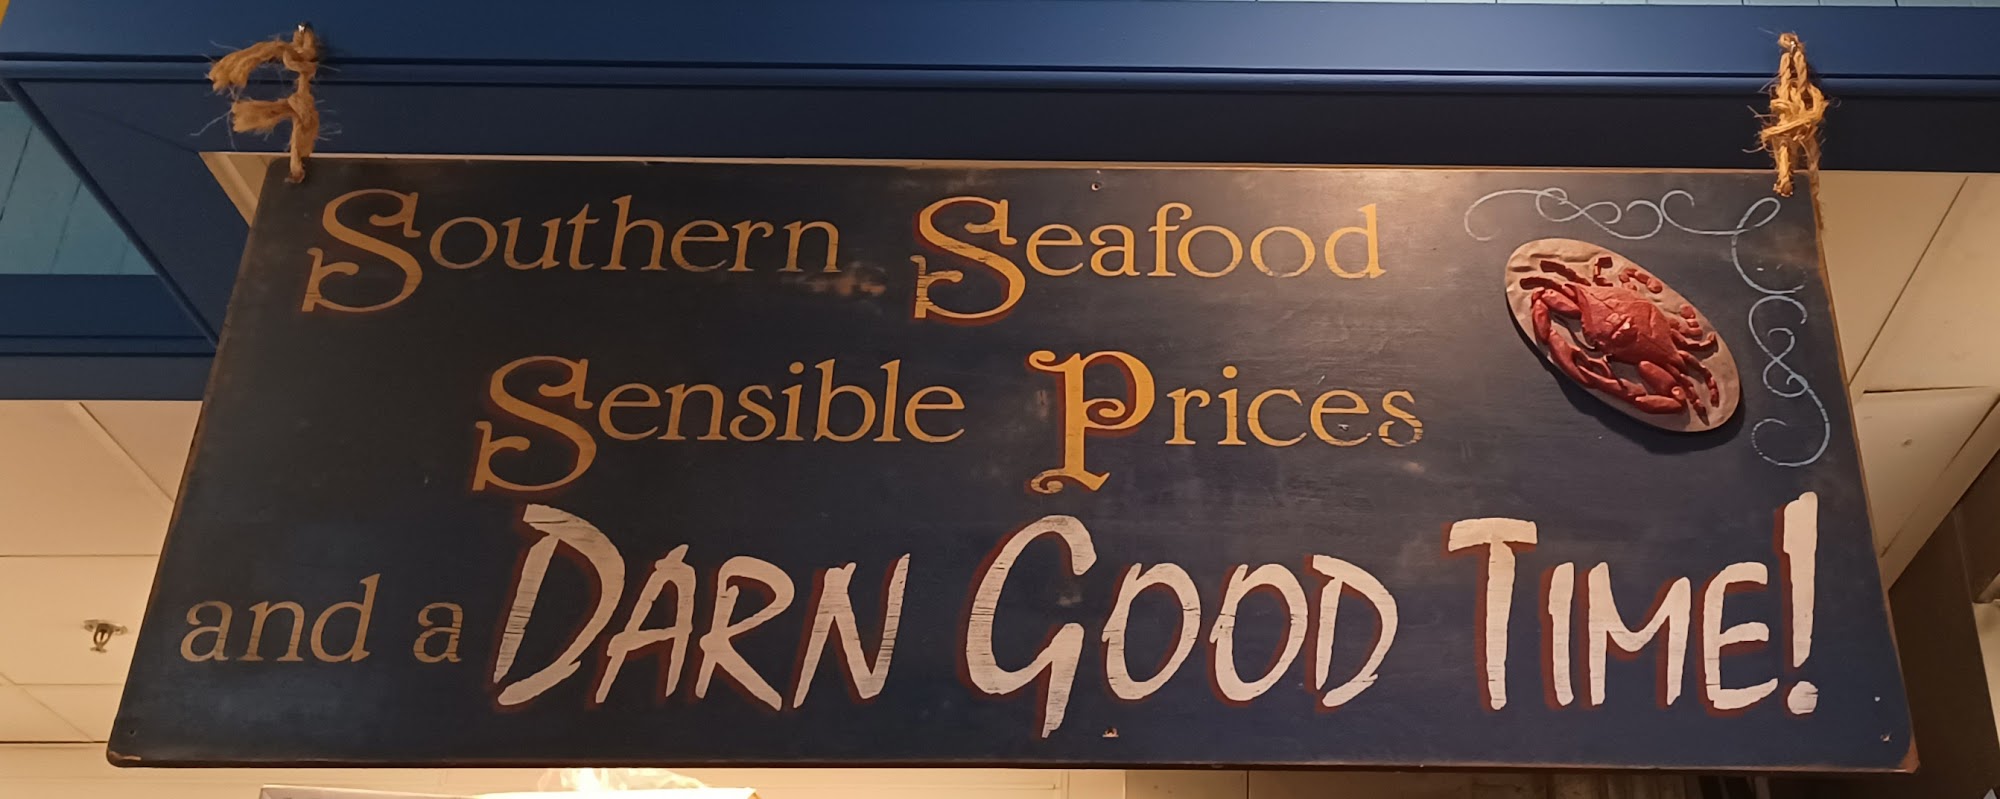 Southern Seafood
Sensible Prices
and a DARN GOOD TIME!